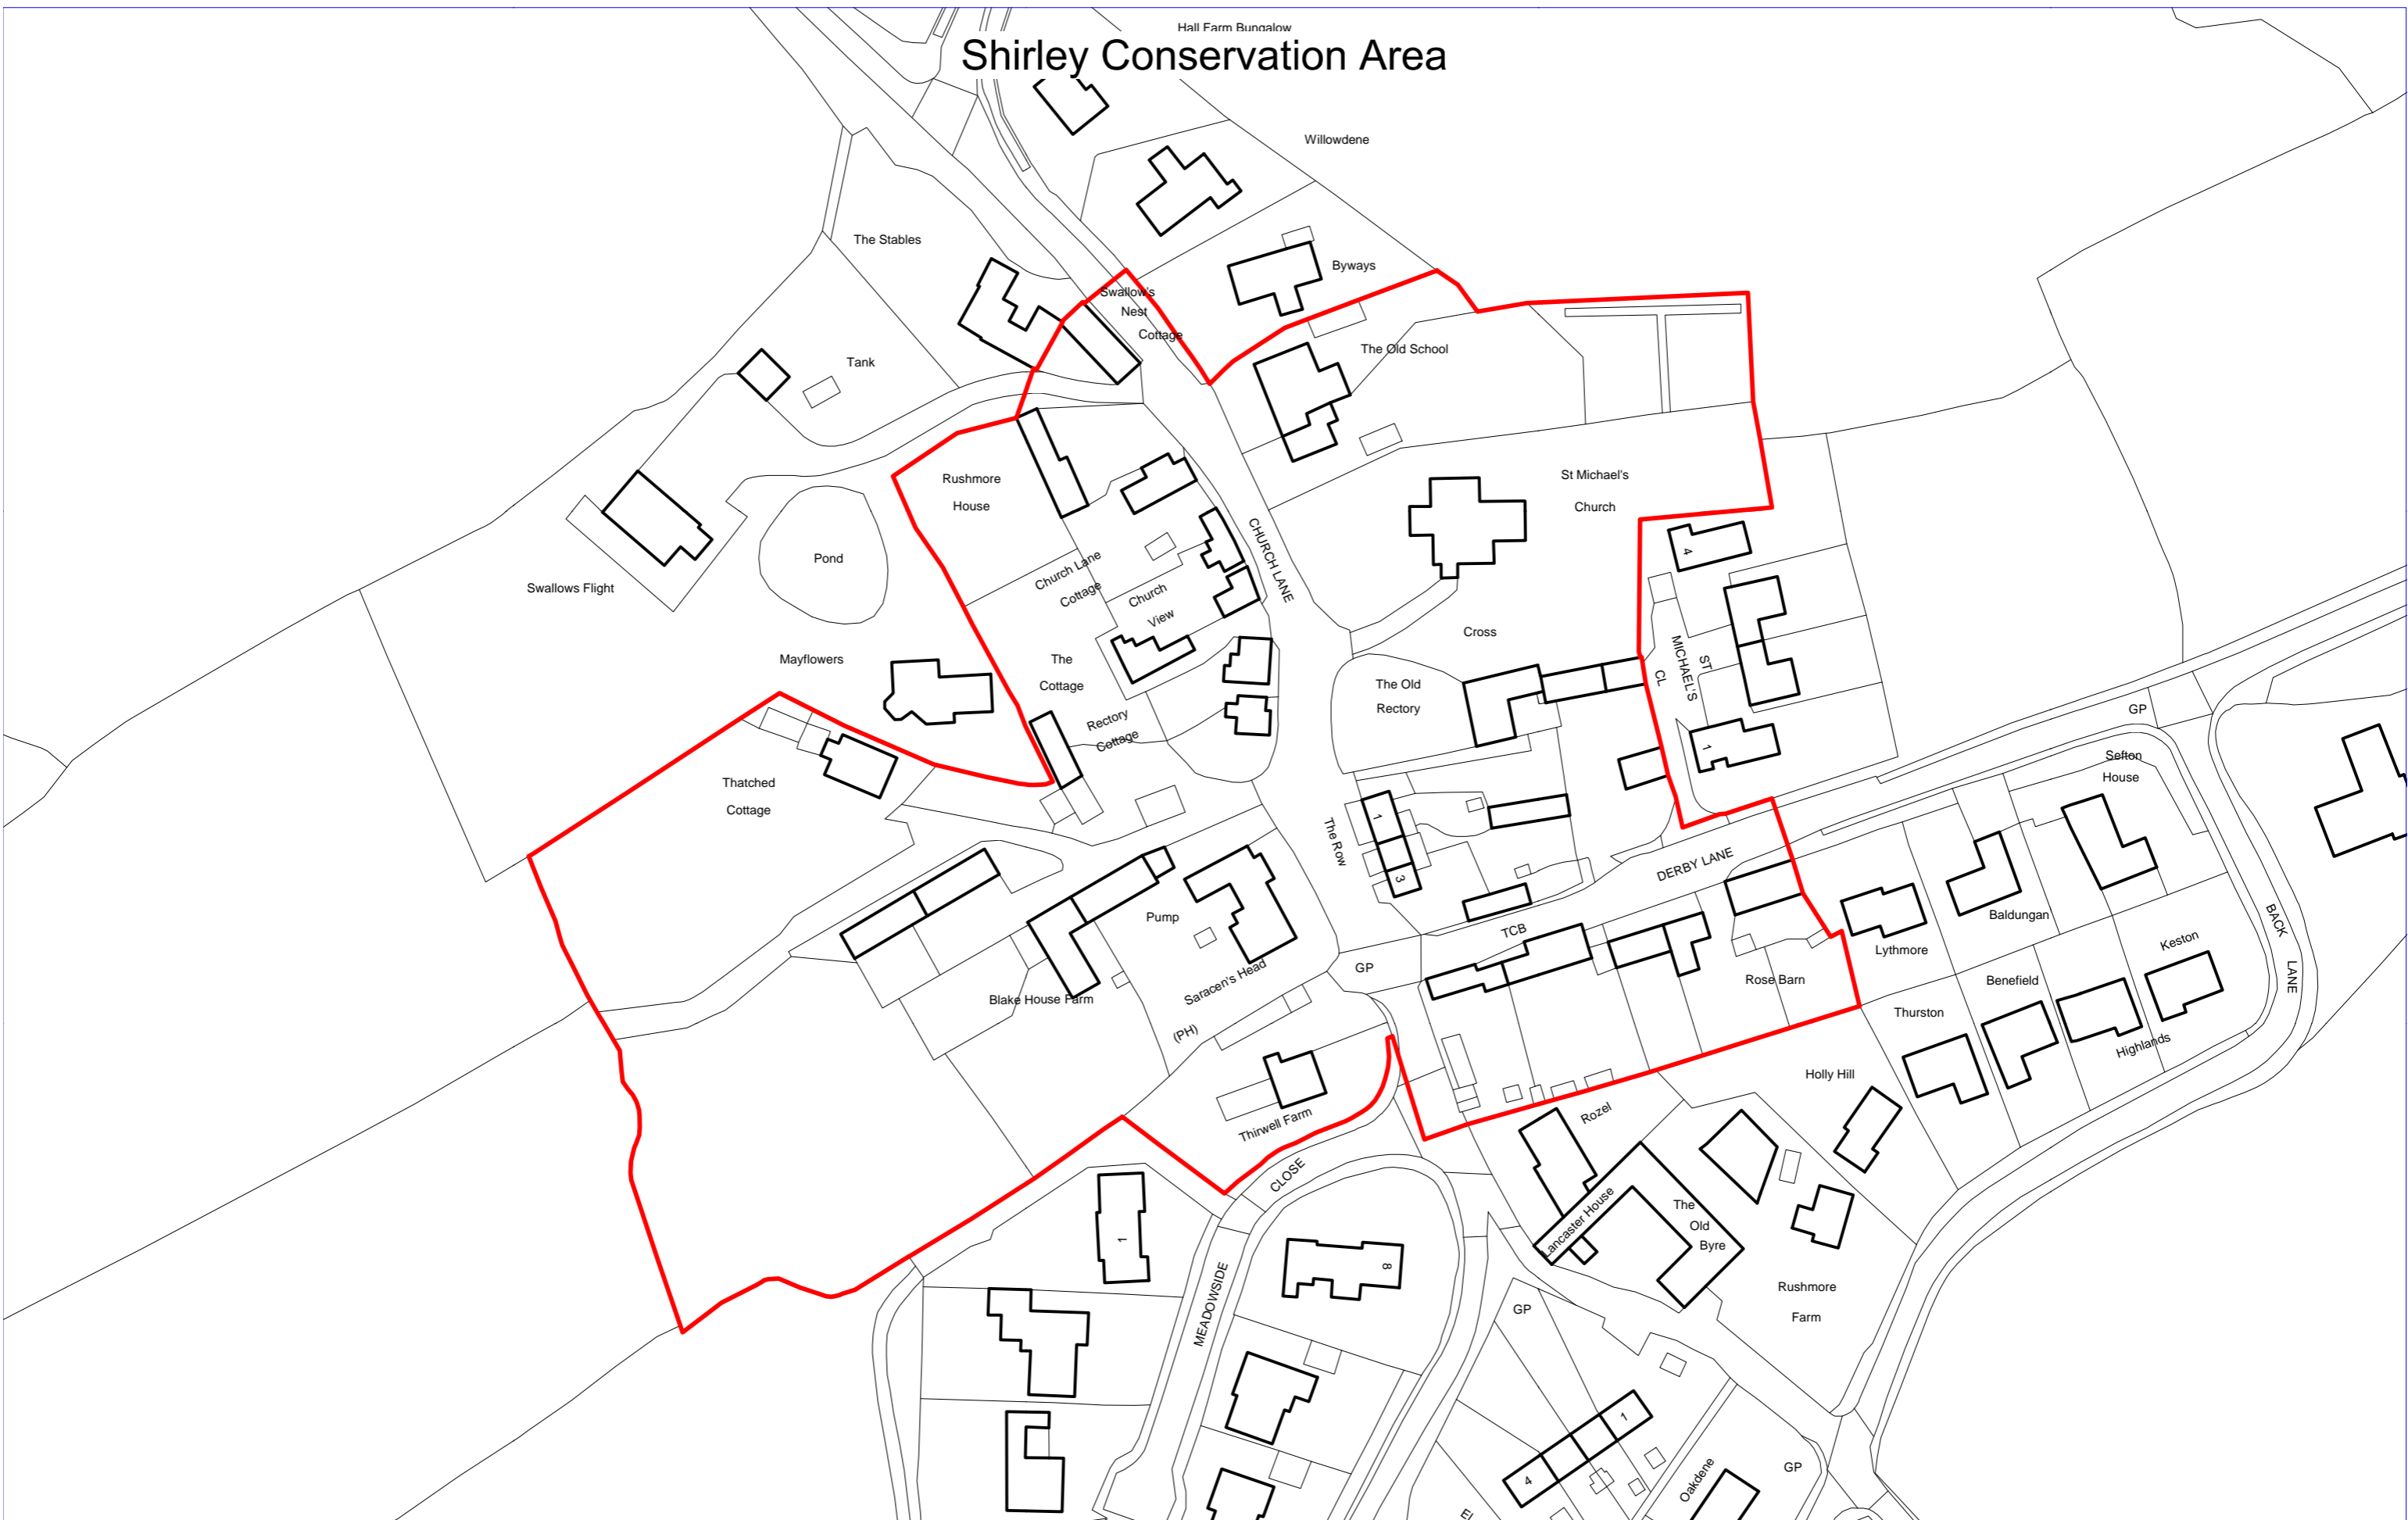 Hall Farm Bungalow
Shirley Conservation Area
Willowdene
The Stables
Byways
Swallow's
Nest
Cottage
The Old School
Tank
Rushmore
House
St Michael's
Church
CHURCH LANE
4
Pond
Church Lane
Cottage
Swallows Flight
Church
View
Cross
Mayflowers
The
Cottage
ST
MICHAEL'S
CL
The Old
Rectory
Rectory
Cottage
GP
1
Sefton
House
Thatched
Cottage
The Row
1
3
DERBY LANE
Pump
TCB
Baldungan
BACK
LANE
Lythmore
Keston
Saracen's Head
(PH)
GP
Blake House Farm
Rose Barn
Benefield
Thurston
Highlands
Holly Hill
Thirwell Farm
Rozel
CLOSE
Lancaster House
The
Old
Byre
1
8
MEADOWSIDE
GP
Rushmore
Farm
1
4
Oakdene
GP